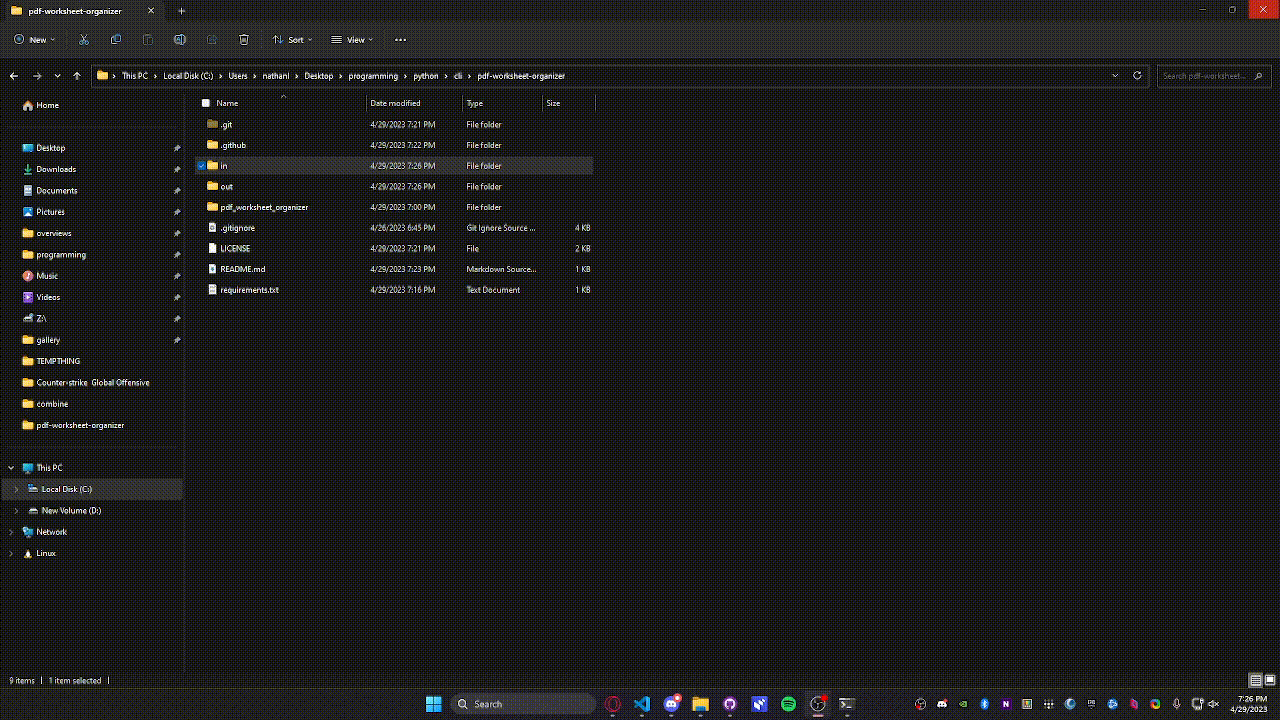 pdf-worksheet-organizer
New
Sort
View
This PC > Local Disk (C:) > Users > nathanl > Desktop > programming > python > cli > pdf-worksheet-organizer
Search pdf-worksheet...
Home
Desktop
Downloads
Documents
Pictures
overviews
programming
Music
Videos
Z:\
gallery
TEMPTHING
Counter-strike Global Offensive
combine
pdf-worksheet-organizer
This PC
Local Disk (C:)
New Volume (D:)
Network
Linux
Name Date modified Type Size
.git 4/29/2023 7:21 PM File folder
.github 4/29/2023 7:22 PM File folder
in 4/29/2023 7:26 PM File folder
out 4/29/2023 7:26 PM File folder
pdf_worksheet_organizer 4/29/2023 7:00 PM File folder
.gitignore 4/26/2023 6:45 PM Git Ignore Source ... 4 KB
LICENSE 4/29/2023 7:21 PM File 2 KB
README.md 4/29/2023 7:23 PM Markdown Source... 1 KB
requirements.txt 4/29/2023 7:16 PM Text Document 1 KB
9 items | 1 item selected |
Search
7:26 PM
4/29/2023